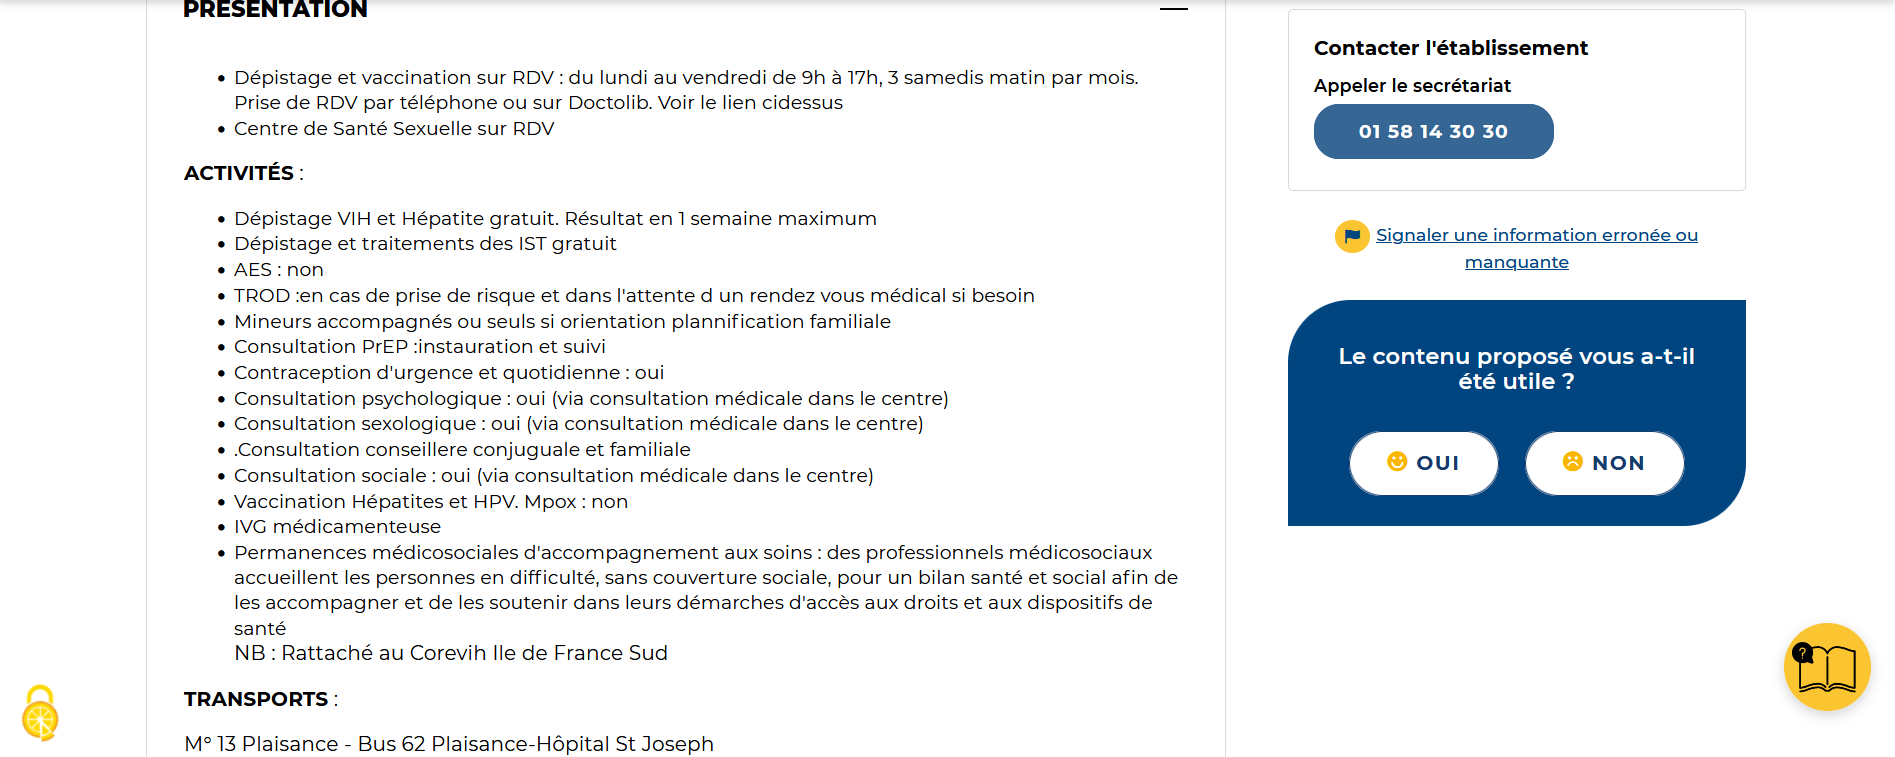 PRÉSENTATION
Dépistage et vaccination sur RDV : du lundi au vendredi de 9h à 17h, 3 samedis matin par mois.
Prise de RDV par téléphone ou sur Doctolib. Voir le lien cidessus
Centre de Santé Sexuelle sur RDV
ACTIVITÉS :
Dépistage VIH et Hépatite gratuit. Résultat en 1 semaine maximum
Dépistage et traitements des IST gratuit
AES : non
TROD :en cas de prise de risque et dans l'attente d un rendez vous médical si besoin
Mineurs accompagnés ou seuls si orientation plannification familiale
Consultation PrEP :instauration et suivi
Contraception d'urgence et quotidienne : oui
Consultation psychologique : oui (via consultation médicale dans le centre)
Consultation sexologique : oui (via consultation médicale dans le centre)
.Consultation conseillere conjuguale et familiale
Consultation sociale : oui (via consultation médicale dans le centre)
Vaccination Hépatites et HPV. Mpox : non
IVG médicamenteuse
Permanences médicosociales d'accompagnement aux soins : des professionnels médicosociaux
accueillent les personnes en difficulté, sans couverture sociale, pour un bilan santé et social afin de
les accompagner et de les soutenir dans leurs démarches d'accès aux droits et aux dispositifs de
santé
NB : Rattaché au Corevih Ile de France Sud
TRANSPORTS :
M° 13 Plaisance - Bus 62 Plaisance-Hôpital St Joseph
Contacter l'établissement
Appeler le secrétariat
01 58 14 30 30
Signaler une information erronée ou
manquante
Le contenu proposé vous a-t-il
été utile ?
OUI
NON
?